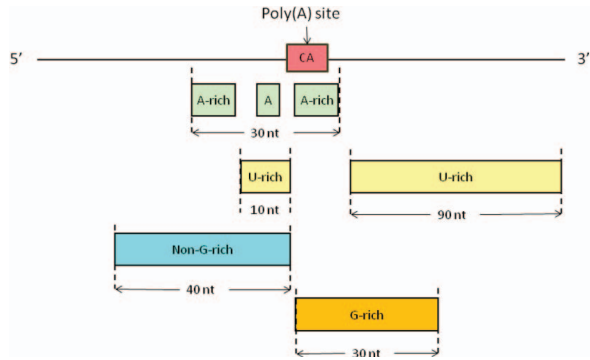 Poly(A) site
5’
CA
3’
A-rich
A
A-rich
30 nt
U-rich
U-rich
10 nt
90 nt
Non-G-rich
40 nt
G-rich
30 nt